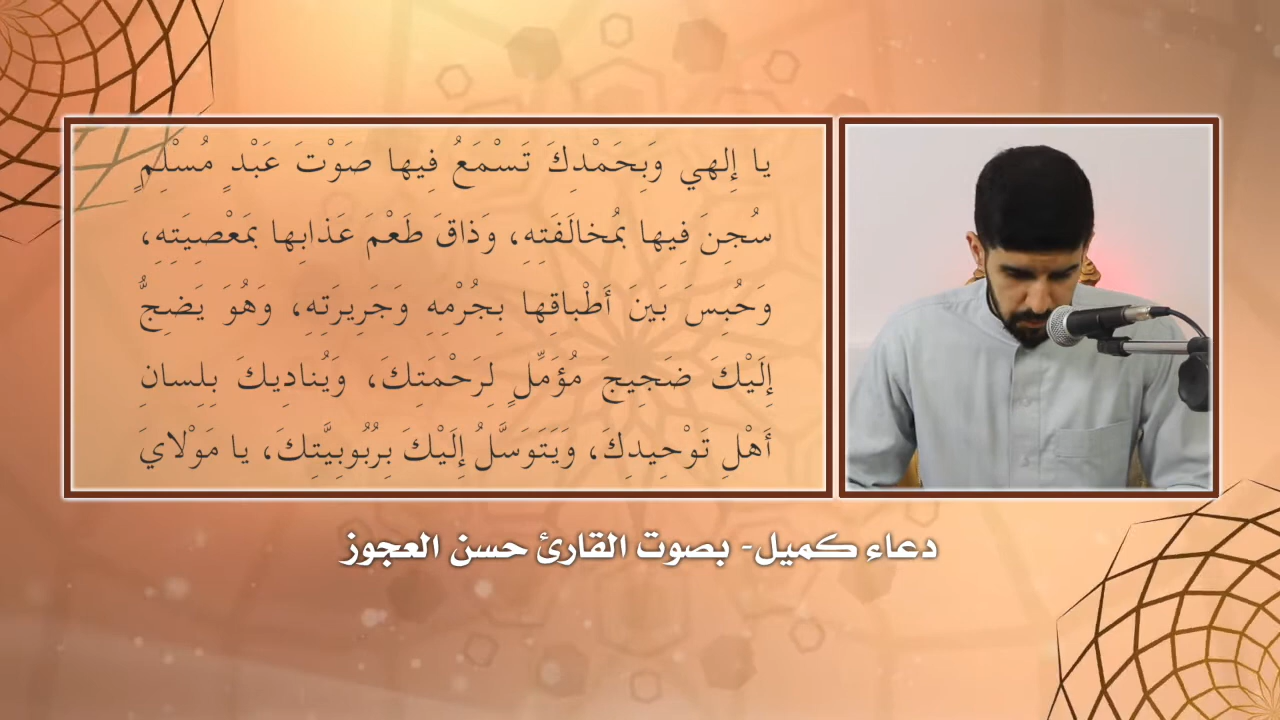 يا إِلهي وَبِحَمْدِكَ تَسْمَعُ فِيها صَوْتَ عَبْدٍ مُسْلِمٍ
سُجِنَ فِيها بِمُخالَفَتِهِ، وَذاقَ طَعْمَ عَذابِها بِمَعْصِيَتِهِ،
وَحُبِسَ بَينَ أَطْباقِها بِجُرْمِهِ وَجَرِيرَتِهِ، وَهُوَ يَضِجُّ
إِلَيْكَ ضَجِيجَ مُؤَمِّلٍ لِرَحْمَتِكَ، وَيُنادِيكَ بِلِسانِ
أَهْلِ تَوْحِيدِكَ، وَيَتَوَسَّلُ إِلَيْكَ بِرُبُوبِيَّتِكَ، يا مَوْلايَ
دعاء كميل- بصوت القارئ حسن العجوز